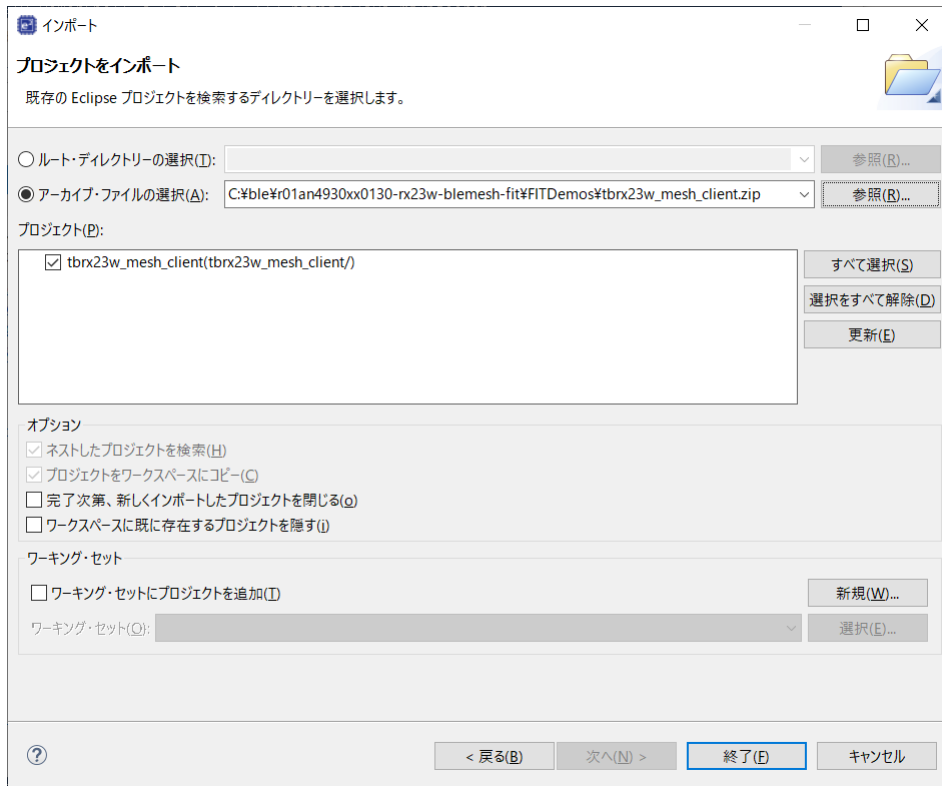 インポート
プロジェクトをインポート
既存の Eclipse プロジェクトを検索するディレクトリーを選択します。
ルート・ディレクトリーの選択(T):
参照(R)...
アーカイブ・ファイルの選択(A): C:¥ble¥r01an4930xx0130-rx23w-blemesh-fit¥FITDemos¥tbrx23w_mesh_client.zip
参照(R)...
プロジェクト(P):
tbrx23w_mesh_client(tbrx23w_mesh_client/)
すべて選択(S)
選択をすべて解除(D)
更新(E)
オプション
ネストしたプロジェクトを検索(H)
プロジェクトをワークスペースにコピー(C)
完了次第、新しくインポートしたプロジェクトを閉じる(o)
ワークスペースに既に存在するプロジェクトを隠す(i)
ワーキング・セット
ワーキング・セットにプロジェクトを追加(T)
新規(W)...
ワーキング・セット(O):
選択(E)...
?
< 戻る(B)
次へ(N) >
終了(F)
キャンセル